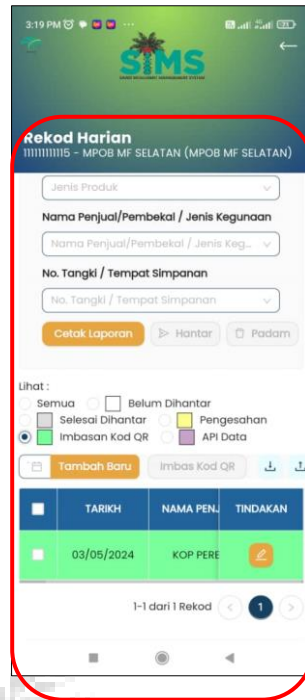 3:19 PM
SIMS
Rekod Harian
111111111115 - MPOB MF SELATAN (MPOB MF SELATAN)
Jenis Produk
Nama Penjual/Pembekal / Jenis Kegunaan
Nama Penjual/Pembekal / Jenis Keg...
No. Tangki / Tempat Simpanan
No. Tangki / Tempat Simpanan
Cetak Laporan Hantar Padam
Lihat :
Semua Belum Dihantar
Selesai Dihantar Pengesahan
Imbasan Kod QR API Data
Tambah Baru Imbas Kod QR
TARIKH NAMA PENJ TINDAKAN
03/05/2024 KOP PERE
1-1 dari 1 Rekod 1